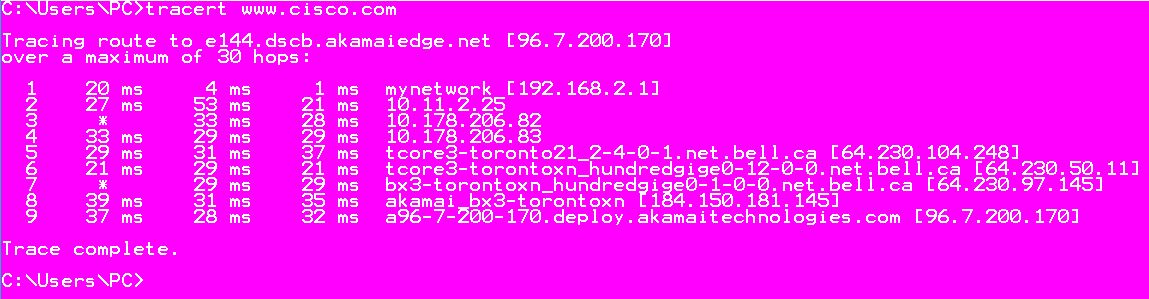 C:\Users\PC>tracert www.cisco.com
Tracing route to e144.dscb.akamaiedge.net [96.7.200.170]
over a maximum of 30 hops:
1 20 ms 4 ms 1 ms mynetwork [192.168.2.1]
2 27 ms 53 ms 21 ms 10.11.2.25
3 * 33 ms 28 ms 10.178.206.82
4 33 ms 29 ms 29 ms 10.178.206.83
5 29 ms 31 ms 37 ms tcore3-toronto21_2-4-0-1.net.bell.ca [64.230.104.248]
6 21 ms 29 ms 21 ms tcore3-torontoxn_hundredgige0-12-0-0.net.bell.ca [64.230.50.11]
7 * 29 ms 29 ms bx3-torontoxn_hundredgige0-1-0-0.net.bell.ca [64.230.97.145]
8 39 ms 31 ms 35 ms akamai_bx3-torontoxn [184.150.181.145]
9 37 ms 28 ms 32 ms a96-7-200-170.deploy.akamaitechnologies.com [96.7.200.170]
Trace complete.
C:\Users\PC>